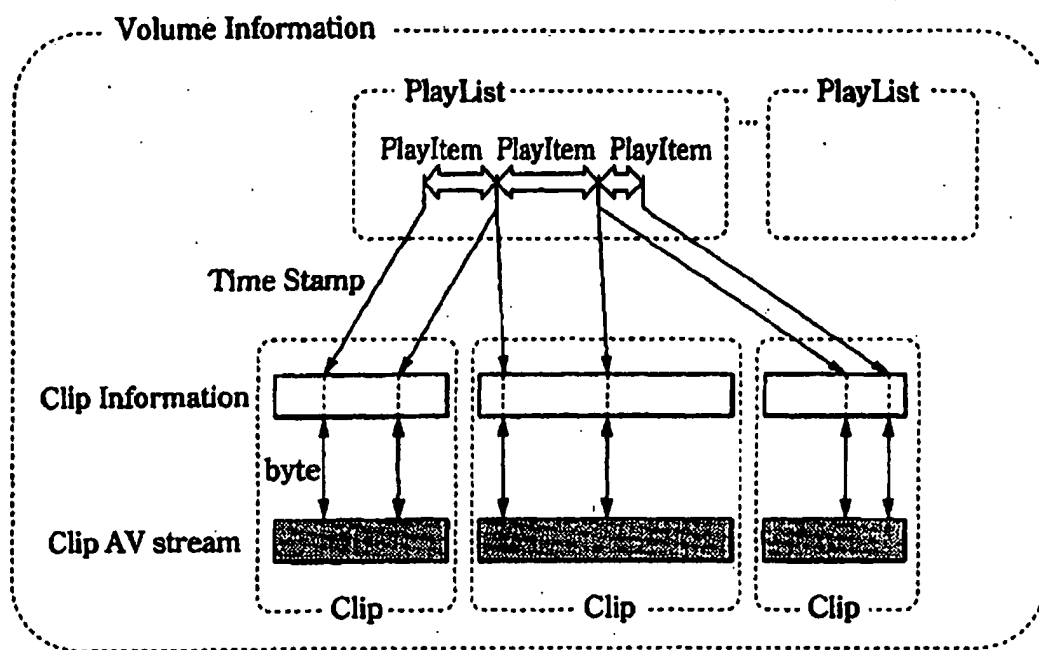 Volume Information
PlayList
PlayList
...
PlayItem PlayItem PlayItem
Time Stamp
Clip Information
byte
Clip AV stream
Clip
Clip
Clip